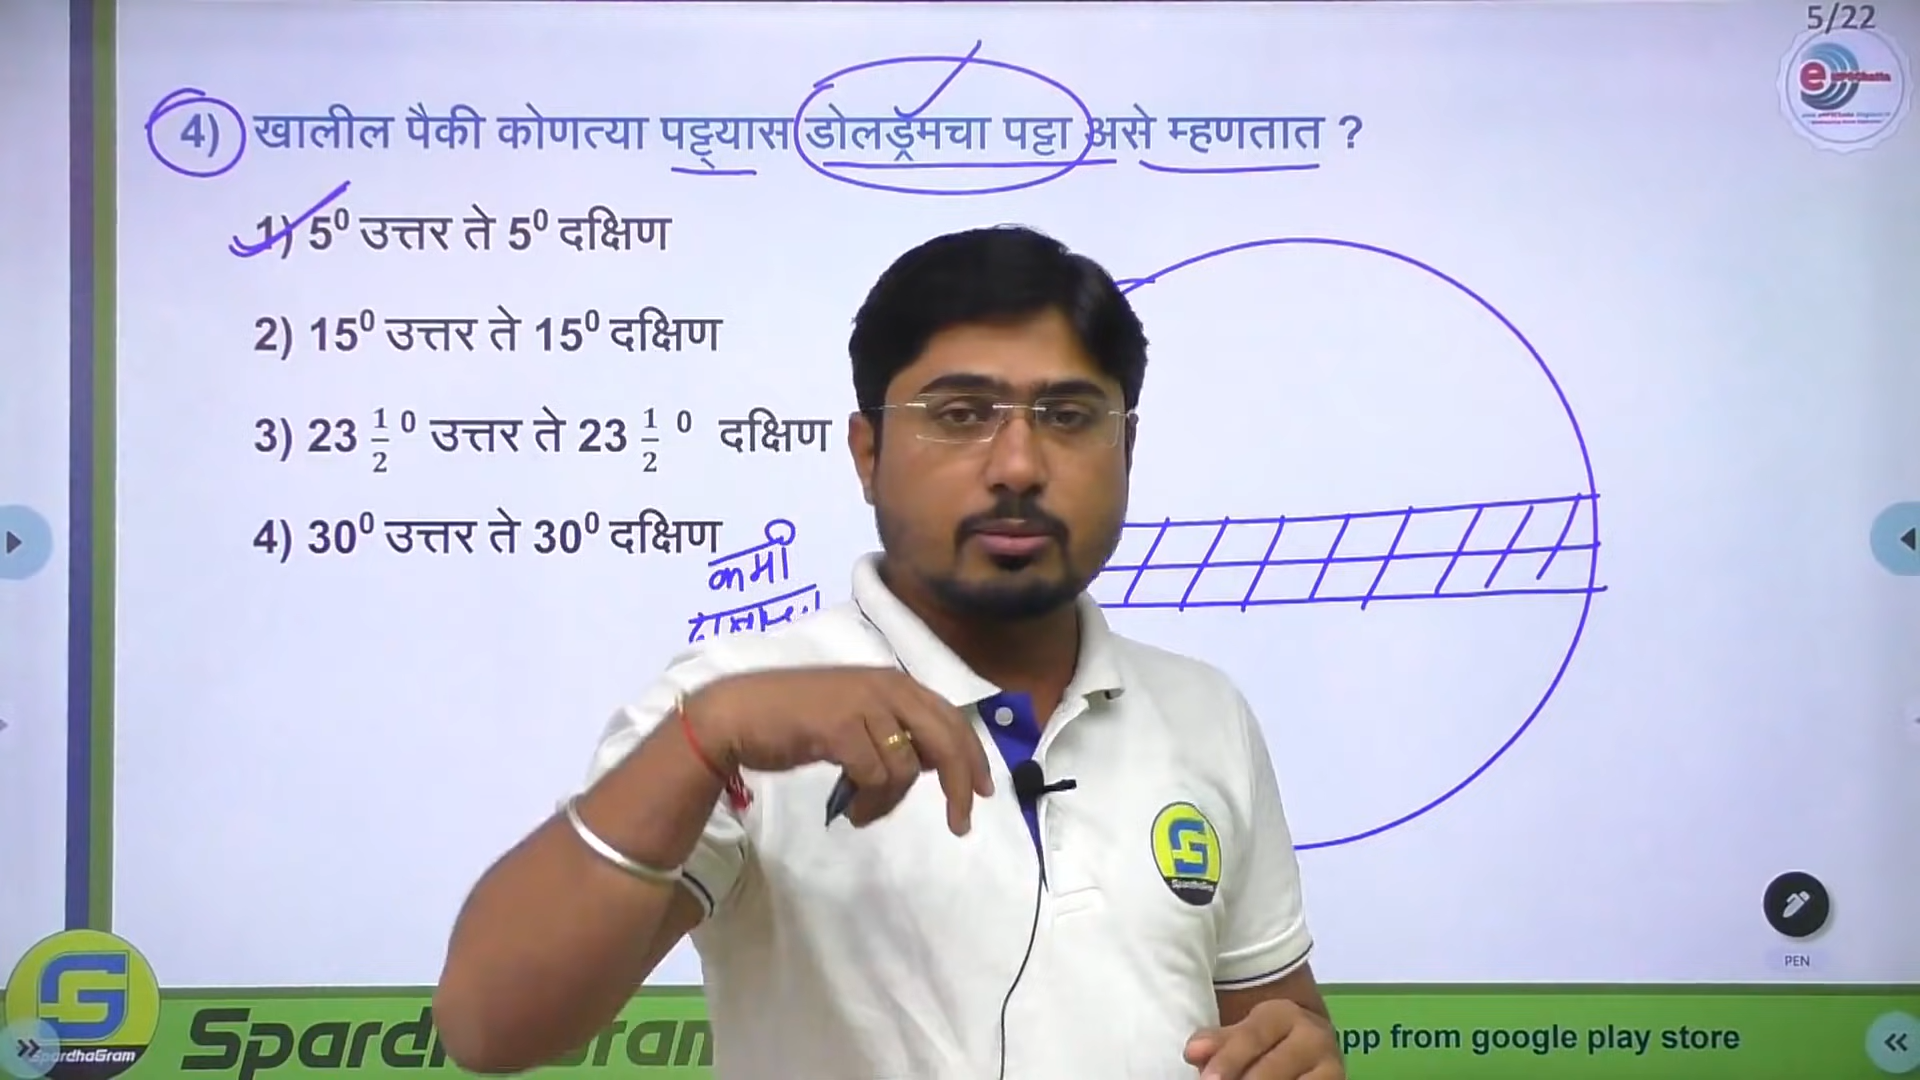 5/22
4) खालील पैकी कोणत्या पट्ट्यास डोलड्रमचा पट्टा असे म्हणतात ?
1) 5⁰ उत्तर ते 5⁰ दक्षिण
2) 15⁰ उत्तर ते 15⁰ दक्षिण
3) 23 1/2 ⁰ उत्तर ते 23 1/2 ⁰ दक्षिण
4) 30⁰ उत्तर ते 30⁰ दक्षिण
कमी
G
SpardhaGram
PEN
G
SpardhaGram
app from google play store